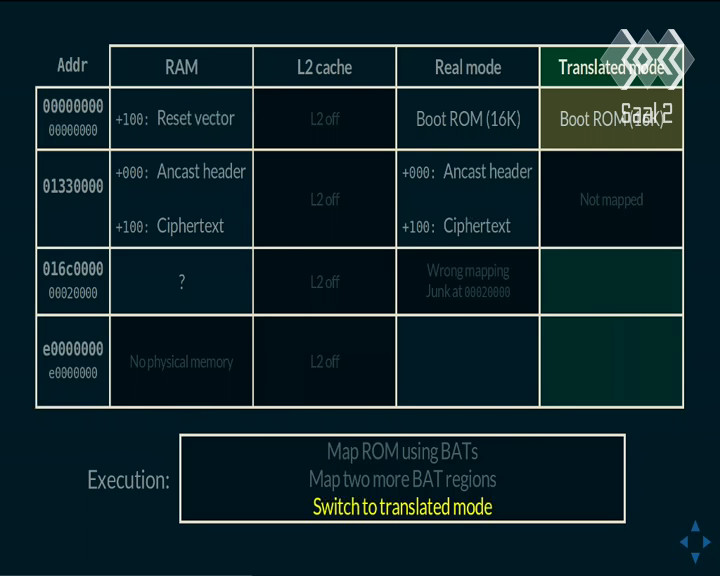 Addr RAM L2 cache Real mode Translated mode
00000000 +100: Reset vector L2 off Boot ROM (16K) Boot ROM (16K)
00000000
Saal 2
01330000 +000: Ancast header L2 off +000: Ancast header Not mapped
+100: Ciphertext +100: Ciphertext
016c0000 ? L2 off Wrong mapping
00020000 Junk at 00020000
e0000000 No physical memory L2 off
e0000000
Execution:
Map ROM using BATs
Map two more BAT regions
Switch to translated mode